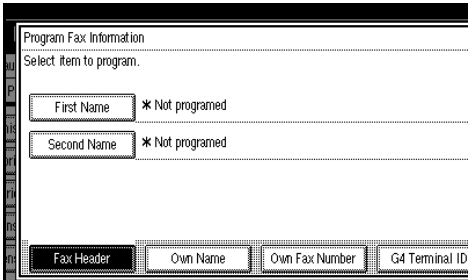 Program Fax Information
Select item to program.
First Name * Not programed
Second Name * Not programed
Fax Header Own Name Own Fax Number G4 Terminal ID